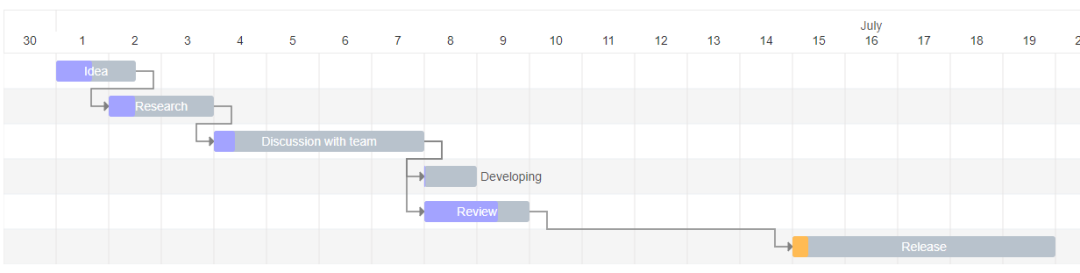 July
30 1 2 3 4 5 6 7 8 9 10 11 12 13 14 15 16 17 18 19 2
Idea
Research
Discussion with team
Developing
Review
Release